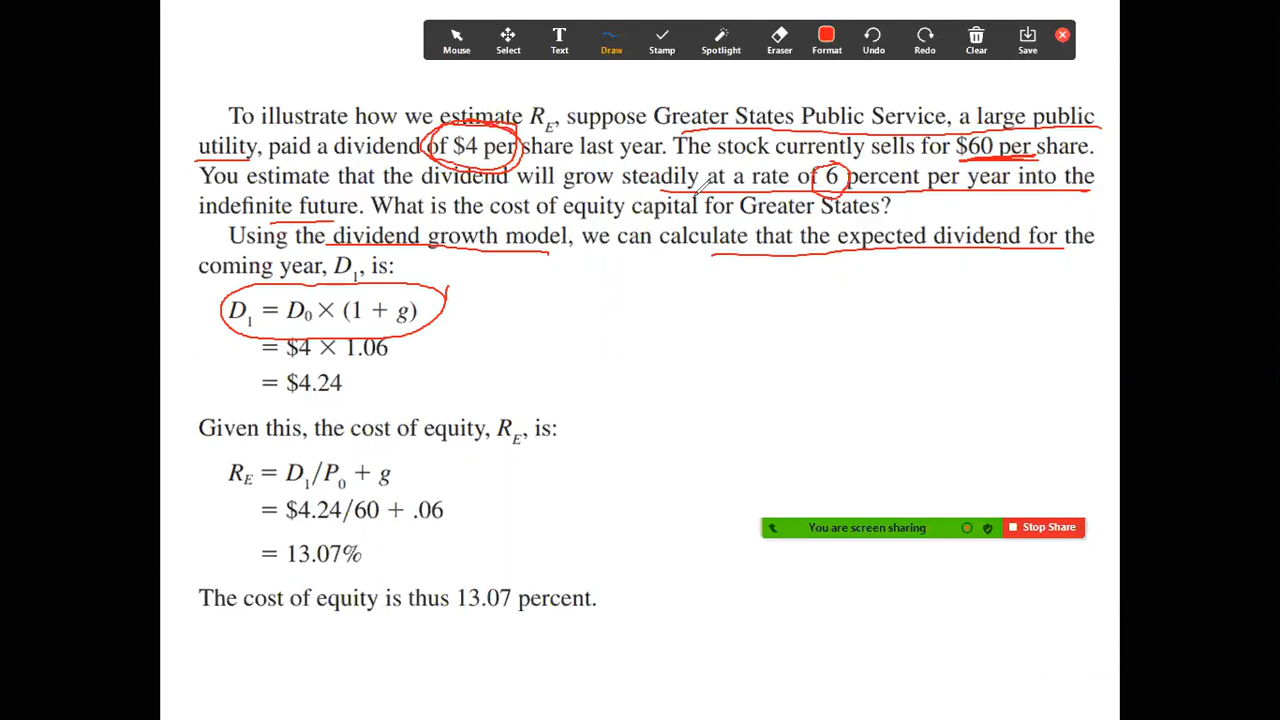 Mouse Select Text Draw Stamp Spotlight Eraser Format Undo Redo Clear Save
To illustrate how we estimate R_E, suppose Greater States Public Service, a large public
utility, paid a dividend of $4 per share last year. The stock currently sells for $60 per share.
You estimate that the dividend will grow steadily at a rate of 6 percent per year into the
indefinite future. What is the cost of equity capital for Greater States?
Using the dividend growth model, we can calculate that the expected dividend for the
coming year, D_1, is:
D_1 = D_0 × (1 + g)
= $4 × 1.06
= $4.24
Given this, the cost of equity, R_E, is:
R_E = D_1/P_0 + g
= $4.24/60 + .06
You are screen sharing Stop Share
= 13.07%
The cost of equity is thus 13.07 percent.